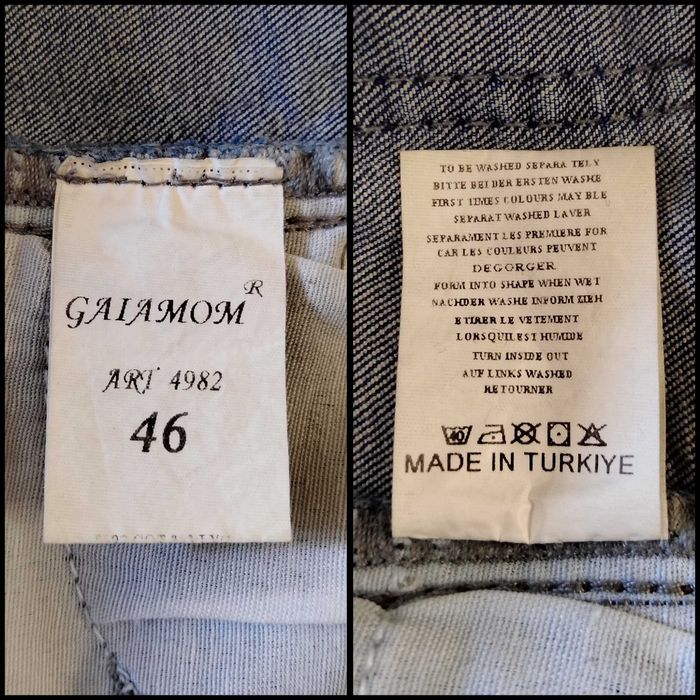 GAIAMOM R
ART 4982
46
TO BE WASHED SEPARA TELY
BITTE BEI DER ERSTEN WASHE
FIRST TIMES COLOURS MAY BLE
SEPARAT WASHED LAVER
SEPARAMENT LES PREMIERE FOR
CAR LES COULEURS PEUVENT
DEGORGER
FORM INTO SHAPE WHEN WET
NACHDER WASHE INFORM ZIEH
ETIRER LE VETEMENT
LORSQUILEST HUMIDE
TURN INSIDE OUT
AUF LINKS WASHED
RETOURNER
40
MADE IN TURKIYE